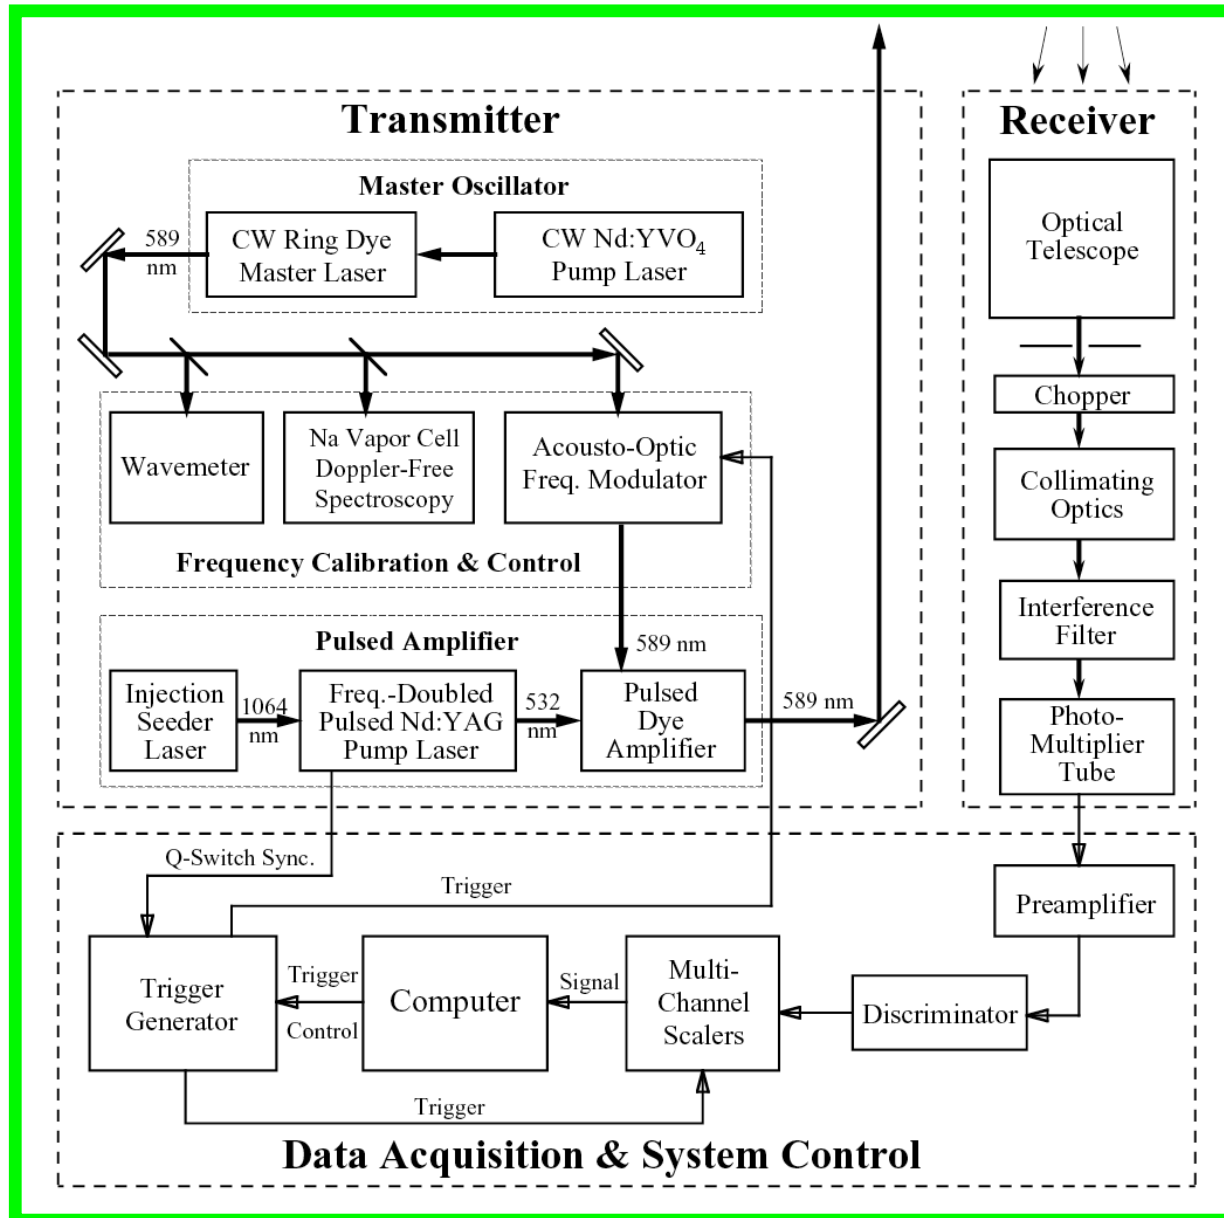 Transmitter
Receiver
Master Oscillator
589
nm
CW Ring Dye
Master Laser
CW Nd:YVO4
Pump Laser
Optical
Telescope
Chopper
Wavemeter
Na Vapor Cell
Doppler-Free
Spectroscopy
Acousto-Optic
Freq. Modulator
Collimating
Optics
Frequency Calibration & Control
Interference
Filter
Pulsed Amplifier
589 nm
Injection
Seeder
Laser
1064
nm
Freq.-Doubled
Pulsed Nd:YAG
Pump Laser
532
nm
Pulsed
Dye
Amplifier
589 nm
Photo-
Multiplier
Tube
Q-Switch Sync.
Trigger
Preamplifier
Trigger
Generator
Trigger
Control
Computer
Signal
Multi-
Channel
Scalers
Discriminator
Trigger
Data Acquisition & System Control